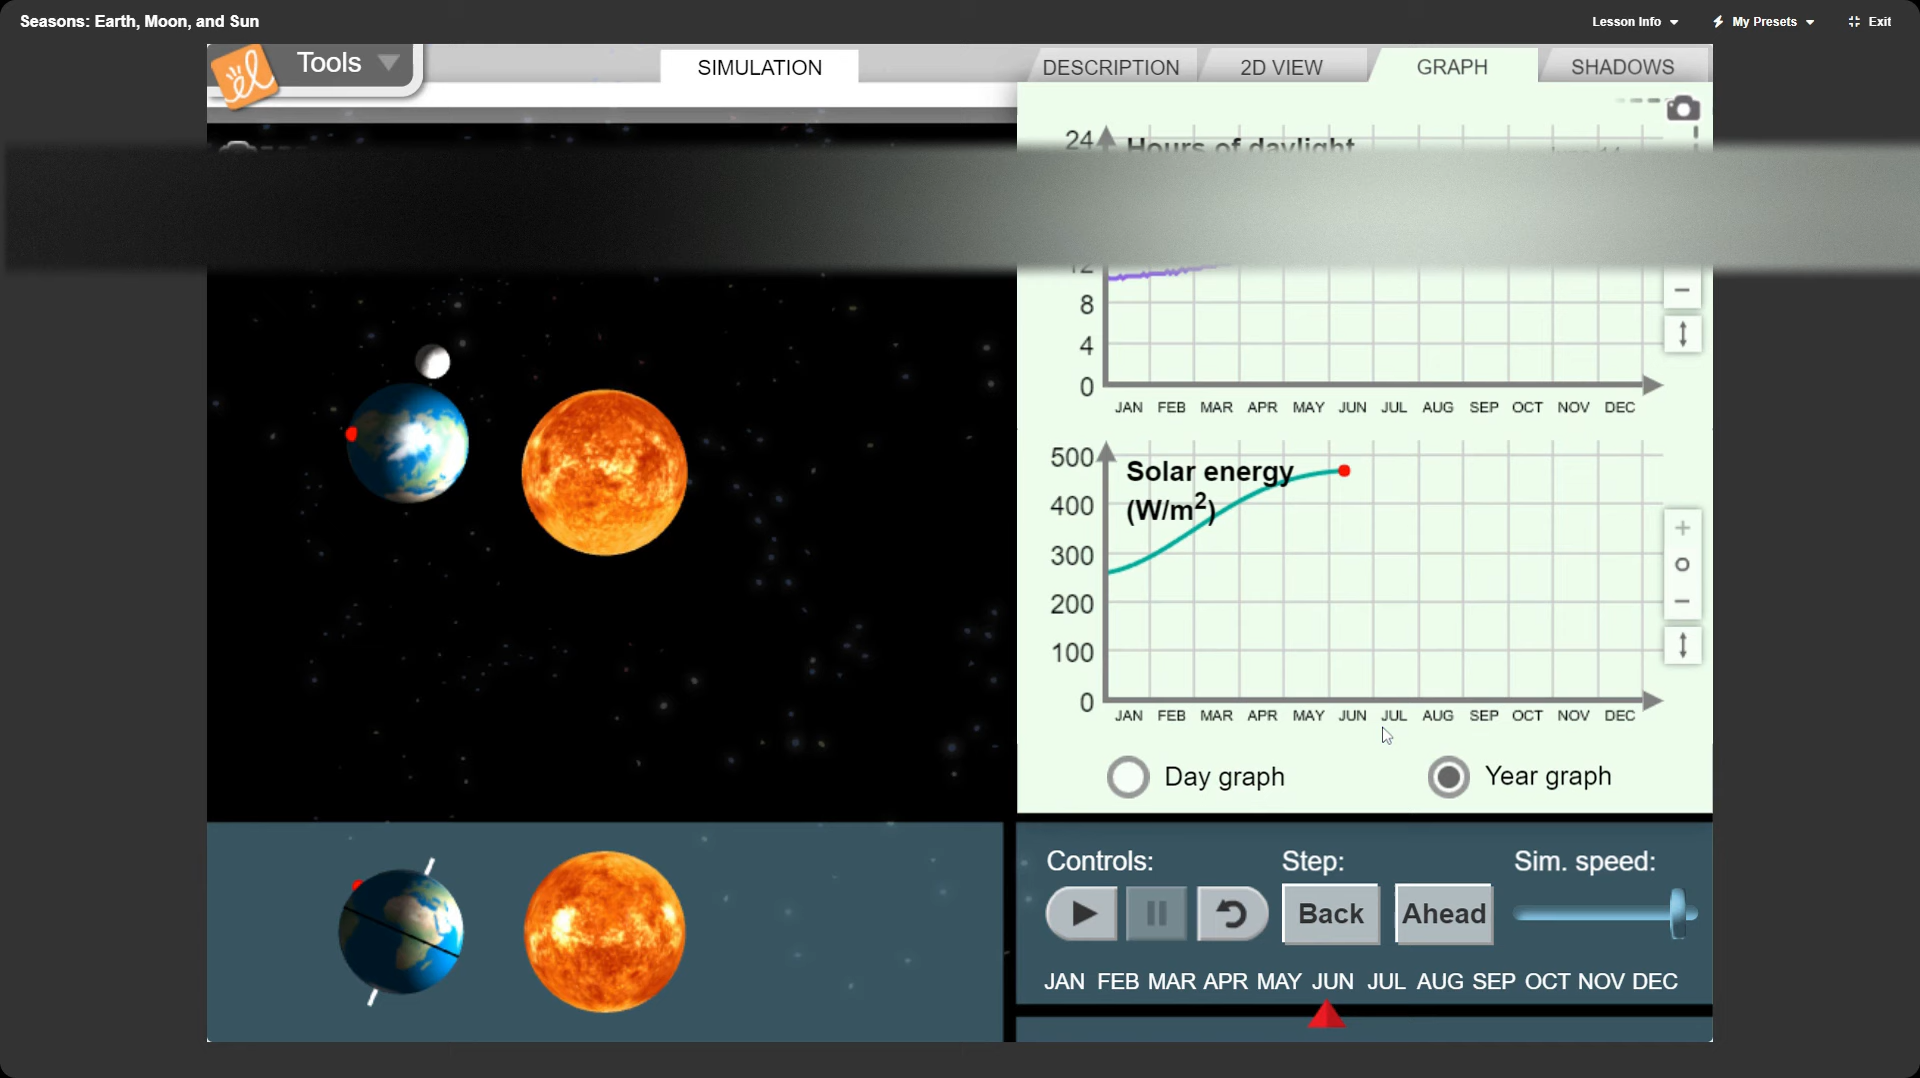 Seasons: Earth, Moon, and Sun
Lesson Info
My Presets
Exit
Tools
SIMULATION
DESCRIPTION
2D VIEW
GRAPH
SHADOWS
24
Hours of daylight
12
8
4
0
JAN FEB MAR APR MAY JUN JUL AUG SEP OCT NOV DEC
500
Solar energy
(W/m²)
400
300
200
100
0
JAN FEB MAR APR MAY JUN JUL AUG SEP OCT NOV DEC
Day graph
Year graph
Controls:
Step:
Sim. speed:
Back
Ahead
JAN FEB MAR APR MAY JUN JUL AUG SEP OCT NOV DEC